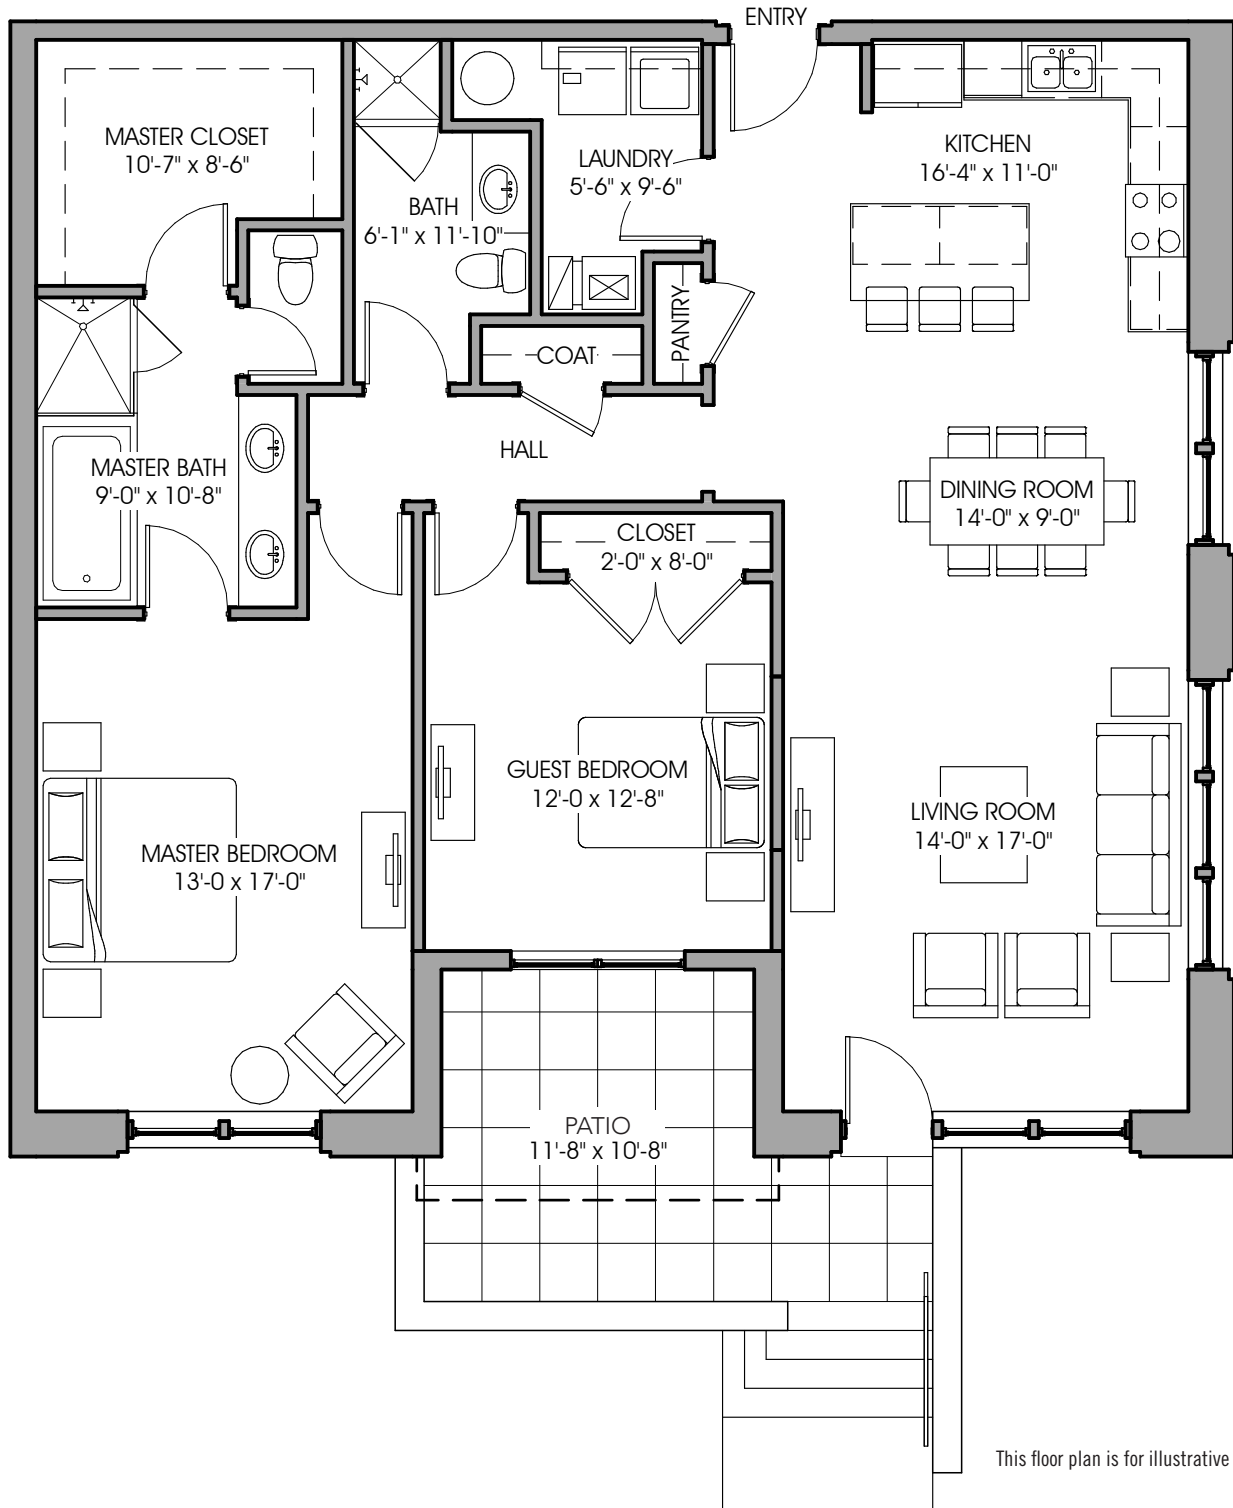 ENTRY
MASTER CLOSET
10'-7" x 8'-6"
BATH
6'-1" x 11'-10"
LAUNDRY
5'-6" x 9'-6"
KITCHEN
16'-4" x 11'-0"
PANTRY
COAT
HALL
MASTER BATH
9'-0" x 10'-8"
CLOSET
2'-0" x 8'-0"
DINING ROOM
14'-0" x 9'-0"
GUEST BEDROOM
12'-0 x 12'-8"
MASTER BEDROOM
13'-0 x 17'-0"
LIVING ROOM
14'-0" x 17'-0"
PATIO
11'-8" x 10'-8"
This floor plan is for illustrative